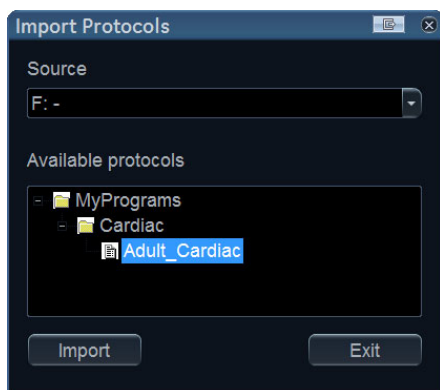 Import Protocols
Source
F: -
Available protocols
MyPrograms
Cardiac
Adult_Cardiac
Import Exit